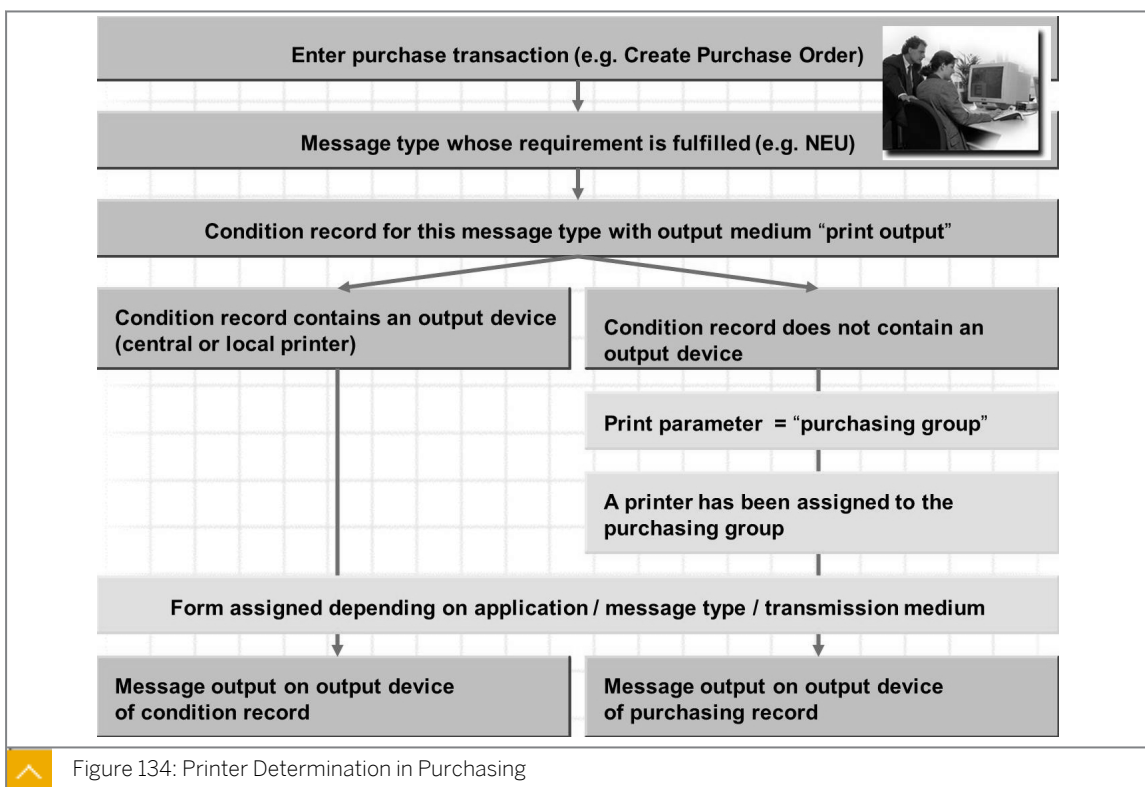 Enter purchase transaction (e.g. Create Purchase Order)
Message type whose requirement is fulfilled (e.g. NEU)
Condition record for this message type with output medium “print output”
Condition record contains an output device
(central or local printer)
Condition record does not contain an
output device
Print parameter = “purchasing group”
A printer has been assigned to the
purchasing group
Form assigned depending on application / message type / transmission medium
Message output on output device
of condition record
Message output on output device
of purchasing record
Figure 134: Printer Determination in Purchasing